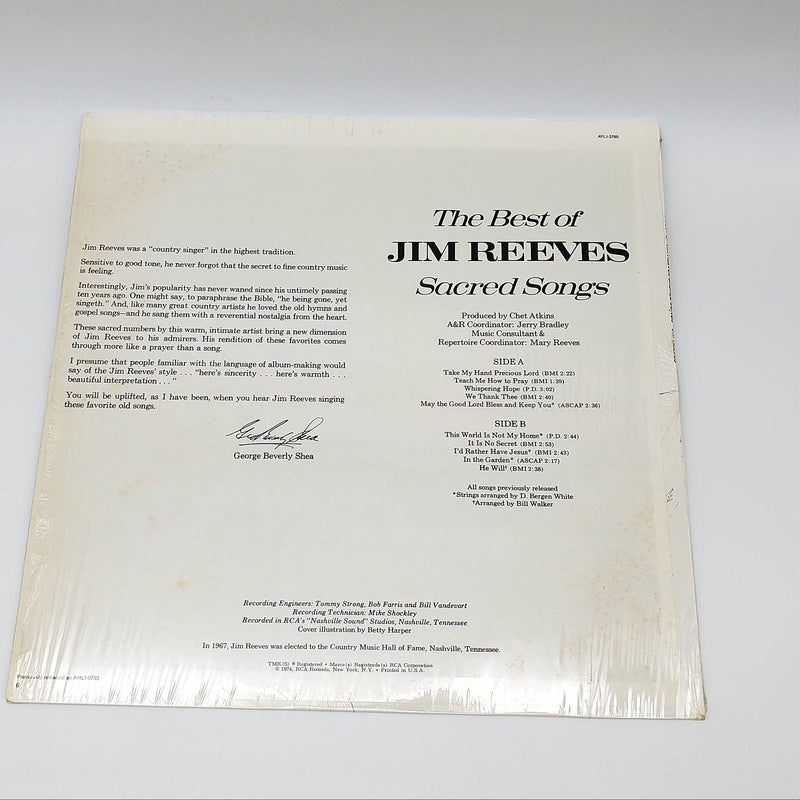 AYL1-3765
The Best of
JIM REEVES
Sacred Songs
Produced by Chet Atkins
A&R Coordinator: Jerry Bradley
Music Consultant &
Repertoire Coordinator: Mary Reeves
SIDE A
Take My Hand Precious Lord (BMI 2:22)
Teach Me How to Pray (BMI 1:39)
Whispering Hope (P.D. 3:02)
We Thank Thee (BMI 2:40)
May the Good Lord Bless and Keep You* (ASCAP 2:36)
SIDE B
This World Is Not My Home* (P.D. 2:44)
It Is No Secret (BMI 2:53)
I'd Rather Have Jesus* (BMI 2:43)
In the Garden* (ASCAP 2:17)
He Will† (BMI 2:38)
All songs previously released
*Strings arranged by D. Bergen White
†Arranged by Bill Walker
Jim Reeves was a "country singer" in the highest tradition.
Sensitive to good tone, he never forgot that the secret to fine country music
is feeling.
Interestingly, Jim's popularity has never waned since his untimely passing
ten years ago. One might say, to paraphrase the Bible, "he being gone, yet
singeth." And, like many great country artists he loved the old hymns and
gospel songs—and he sang them with a reverential nostalgia from the heart.
These sacred numbers by this warm, intimate artist bring a new dimension
of Jim Reeves to his admirers. His rendition of these favorites comes
through more like a prayer than a song.
I presume that people familiar with the language of album-making would
say of the Jim Reeves' style . . . "here's sincerity . . . here's warmth . . .
beautiful interpretation . . ."
You will be uplifted, as I have been, when you hear Jim Reeves singing
these favorite old songs.
Geo Beverly Shea
George Beverly Shea
Recording Engineers: Tommy Strong, Bob Farris and Bill Vandevort
Recording Technician: Mike Shockley
Recorded in RCA's "Nashville Sound" Studios, Nashville, Tennessee
Cover illustration by Betty Harper
In 1967, Jim Reeves was elected to the Country Music Hall of Fame, Nashville, Tennessee.
TMK(S) ® Registered • Marca(s) Registrada(s) RCA Corporation
© 1974, RCA Records, New York, N.Y. • Printed in U.S.A.
Previously released as AHL1-0793
6